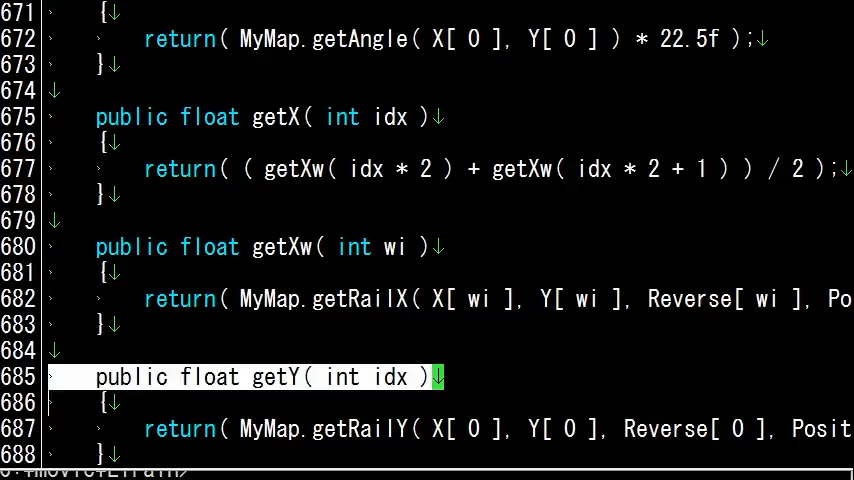 671 {↓
672 return( MyMap.getAngle( X[ 0 ], Y[ 0 ] ) * 22.5f );↓
673 }↓
674 ↓
675 public float getX( int idx )↓
676 {↓
677 return( ( getXw( idx * 2 ) + getXw( idx * 2 + 1 ) ) / 2 );↓
678 }↓
679 ↓
680 public float getXw( int wi )↓
681 {↓
682 return( MyMap.getRailX( X[ wi ], Y[ wi ], Reverse[ wi ], Po
683 }↓
684 ↓
685 public float getY( int idx )↓
686 {↓
687 return( MyMap.getRailY( X[ 0 ], Y[ 0 ], Reverse[ 0 ], Posit
688 }↓